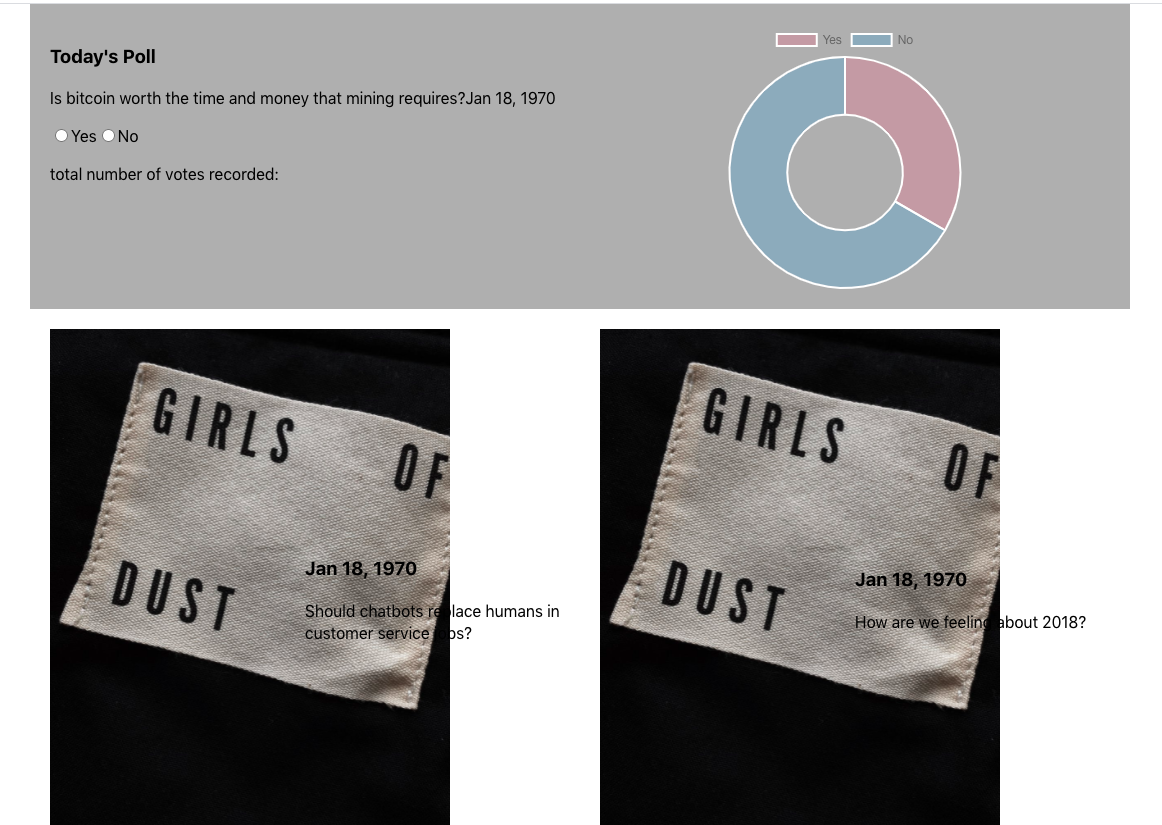 Yes No
Today's Poll
Is bitcoin worth the time and money that mining requires?Jan 18, 1970
Yes No
total number of votes recorded:
GIRLS OF
DUST
Jan 18, 1970
Should chatbots replace humans in
customer service jobs?
GIRLS OF
DUST
Jan 18, 1970
How are we feeling about 2018?